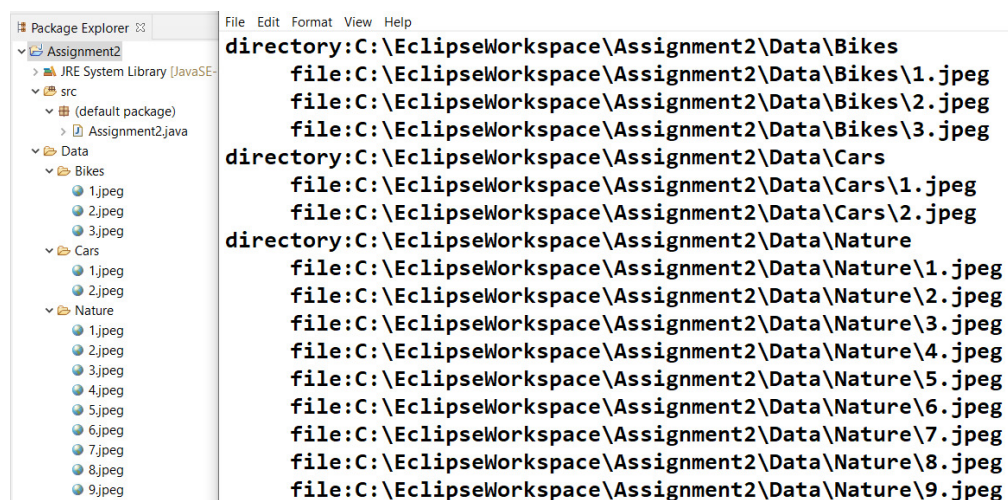 Package Explorer
Assignment2
JRE System Library [JavaSE-
src
(default package)
Assignment2.java
Data
Bikes
1.jpeg
2.jpeg
3.jpeg
Cars
1.jpeg
2.jpeg
Nature
1.jpeg
2.jpeg
3.jpeg
4.jpeg
5.jpeg
6.jpeg
7.jpeg
8.jpeg
9.jpeg
File Edit Format View Help
directory:C:\EclipseWorkspace\Assignment2\Data\Bikes
file:C:\EclipseWorkspace\Assignment2\Data\Bikes\1.jpeg
file:C:\EclipseWorkspace\Assignment2\Data\Bikes\2.jpeg
file:C:\EclipseWorkspace\Assignment2\Data\Bikes\3.jpeg
directory:C:\EclipseWorkspace\Assignment2\Data\Cars
file:C:\EclipseWorkspace\Assignment2\Data\Cars\1.jpeg
file:C:\EclipseWorkspace\Assignment2\Data\Cars\2.jpeg
directory:C:\EclipseWorkspace\Assignment2\Data\Nature
file:C:\EclipseWorkspace\Assignment2\Data\Nature\1.jpeg
file:C:\EclipseWorkspace\Assignment2\Data\Nature\2.jpeg
file:C:\EclipseWorkspace\Assignment2\Data\Nature\3.jpeg
file:C:\EclipseWorkspace\Assignment2\Data\Nature\4.jpeg
file:C:\EclipseWorkspace\Assignment2\Data\Nature\5.jpeg
file:C:\EclipseWorkspace\Assignment2\Data\Nature\6.jpeg
file:C:\EclipseWorkspace\Assignment2\Data\Nature\7.jpeg
file:C:\EclipseWorkspace\Assignment2\Data\Nature\8.jpeg
file:C:\EclipseWorkspace\Assignment2\Data\Nature\9.jpeg